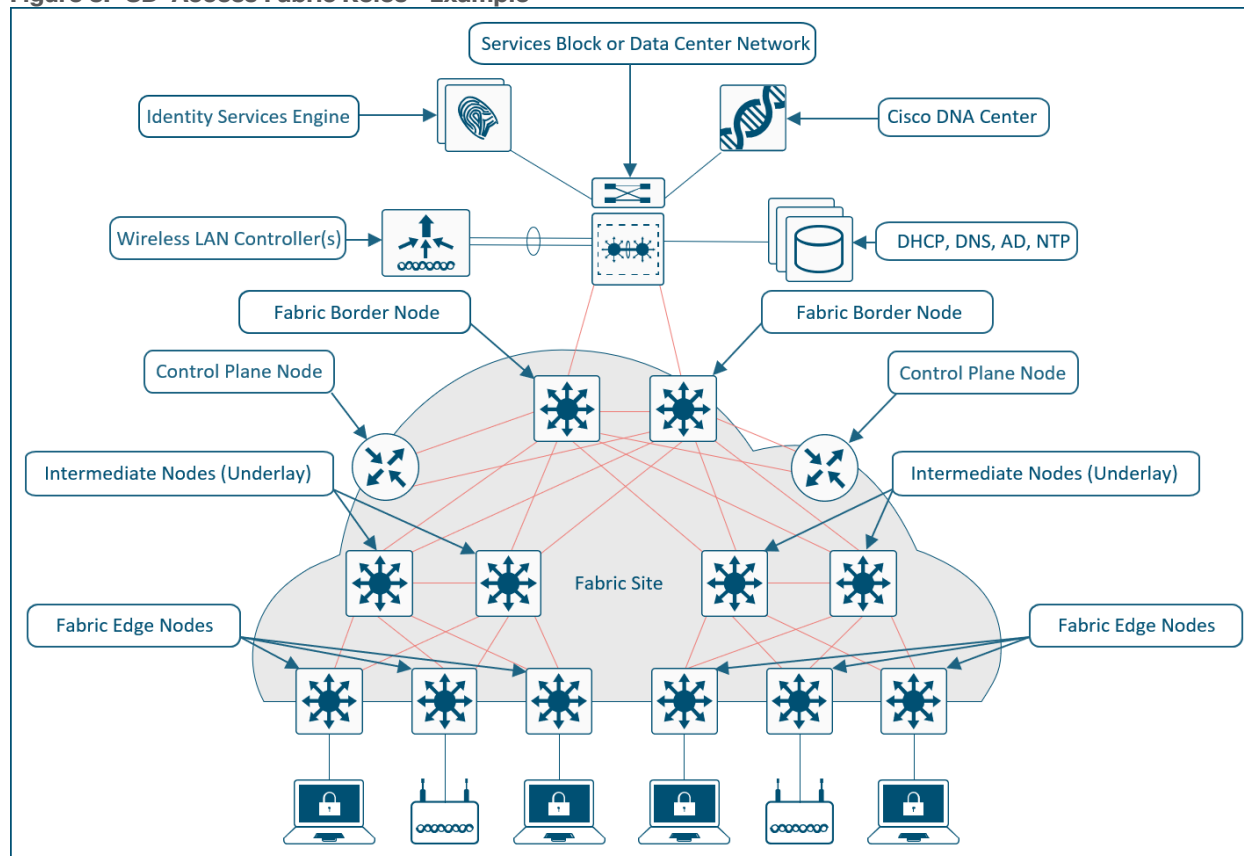 Services Block or Data Center Network
Identity Services Engine
Cisco DNA Center
Wireless LAN Controller(s)
DHCP, DNS, AD, NTP
Fabric Border Node
Fabric Border Node
Control Plane Node
Control Plane Node
Intermediate Nodes (Underlay)
Intermediate Nodes (Underlay)
Fabric Site
Fabric Edge Nodes
Fabric Edge Nodes